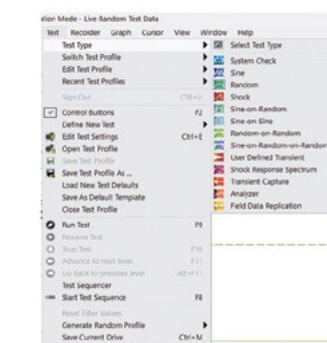 ation Mode - Live Random Test Data
Test Recorder Graph Cursor View Window Help
Test Type
Switch Test Profile
Edit Test Profile
Recent Test Profiles
Sign Out
Control Buttons F2
Define New Test
Edit Test Settings Ctrl+E
Open Test Profile
Save Test Profile
Save Test Profile As ...
Load New Test Defaults
Save As Default Template
Close Test Profile
Run Test F9
Resume Test
Stop Test F10
Advance to next level F11
Go back to previous level Alt+F11
Test Sequencer
Start Test Sequence F8
Reset Filter Values
Generate Random Profile
Save Current Drive Ctrl+M
Select Test Type
System Check
Sine
Random
Shock
Sine-on-Random
Sine-on-Sine
Random-on-Random
Sine-on-Random-on-Random
User Defined Transient
Shock Response Spectrum
Transient Capture
Analyzer
Field Data Replication